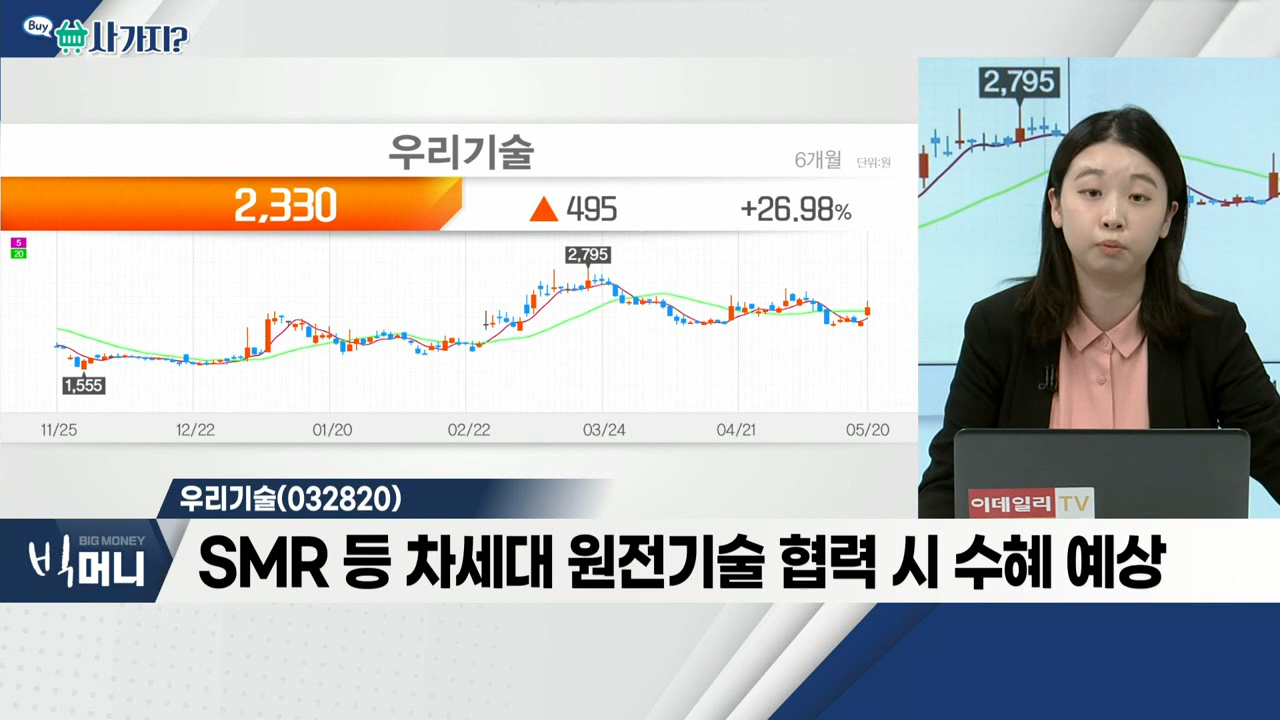 Buy
사가지?
우리기술
6개월 단위:원
2,330 ▲ 495 +26.98%
5
20
2,795
1,555
11/25 12/22 01/20 02/22 03/24 04/21 05/20
2,795
이데일리 TV
우리기술(032820)
BIG MONEY
빅머니
SMR 등 차세대 원전기술 협력 시 수혜 예상